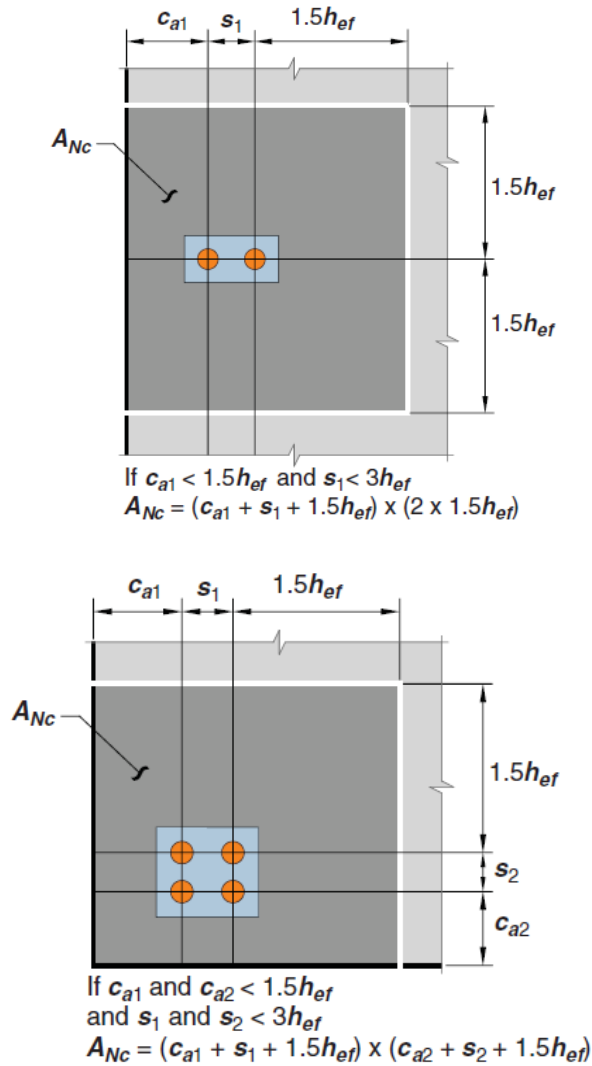 c_a1 s_1 1.5h_ef
A_Nc
1.5h_ef
1.5h_ef
If c_a1 < 1.5h_ef and s_1 < 3h_ef
A_Nc = (c_a1 + s_1 + 1.5h_ef) x (2 x 1.5h_ef)
c_a1 s_1 1.5h_ef
A_Nc
1.5h_ef
s_2
c_a2
If c_a1 and c_a2 < 1.5h_ef
and s_1 and s_2 < 3h_ef
A_Nc = (c_a1 + s_1 + 1.5h_ef) x (c_a2 + s_2 + 1.5h_ef)